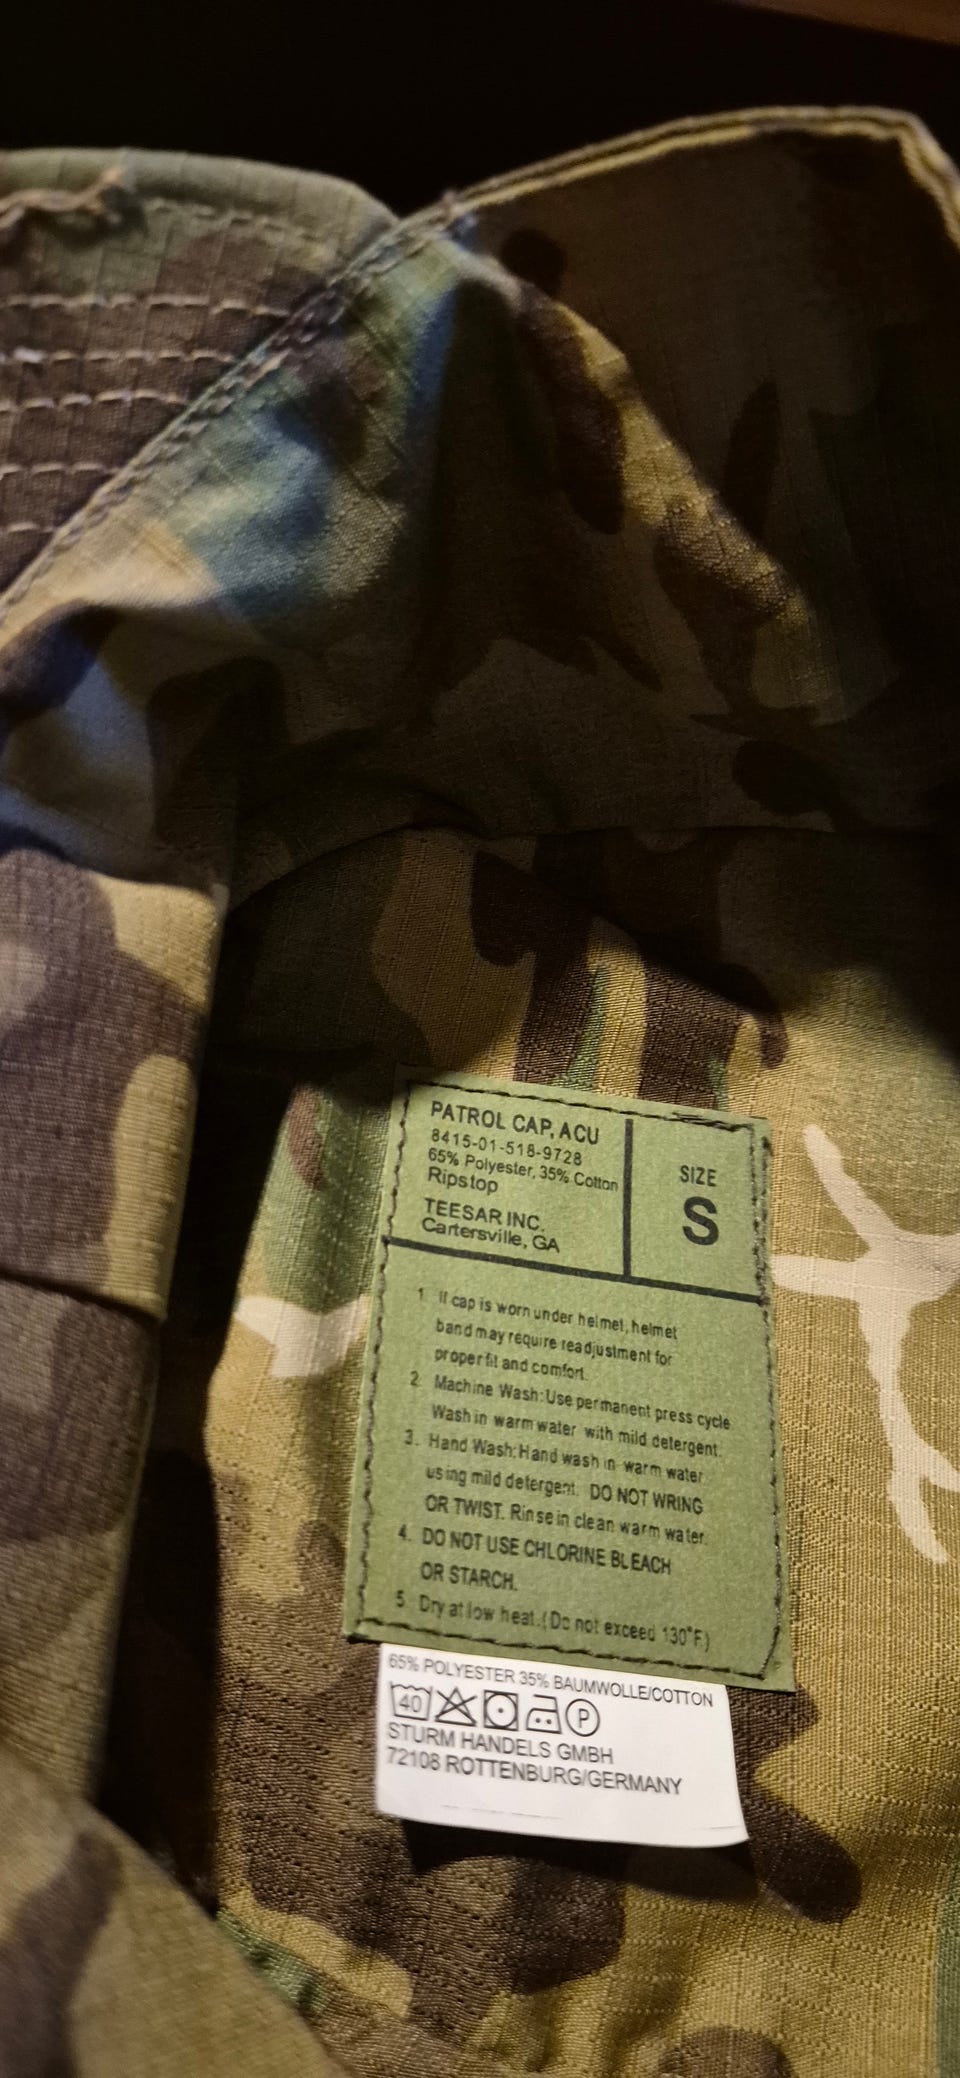 PATROL CAP, ACU
8415-01-518-9728
65% Polyester, 35% Cotton
Ripstop
TEESAR INC.
Cartersville, GA
SIZE
S
1. If cap is worn under helmet, helmet
band may require readjustment for
proper fit and comfort.
2. Machine Wash: Use permanent press cycle.
Wash in warm water with mild detergent.
3. Hand Wash: Hand wash in warm water
using mild detergent. DO NOT WRING
OR TWIST. Rinse in clean warm water.
4. DO NOT USE CHLORINE BLEACH
OR STARCH.
5. Dry at low heat. (Do not exceed 130°F.)
65% POLYESTER 35% BAUMWOLLE/COTTON
40 P
STURM HANDELS GMBH
72108 ROTTENBURG/GERMANY